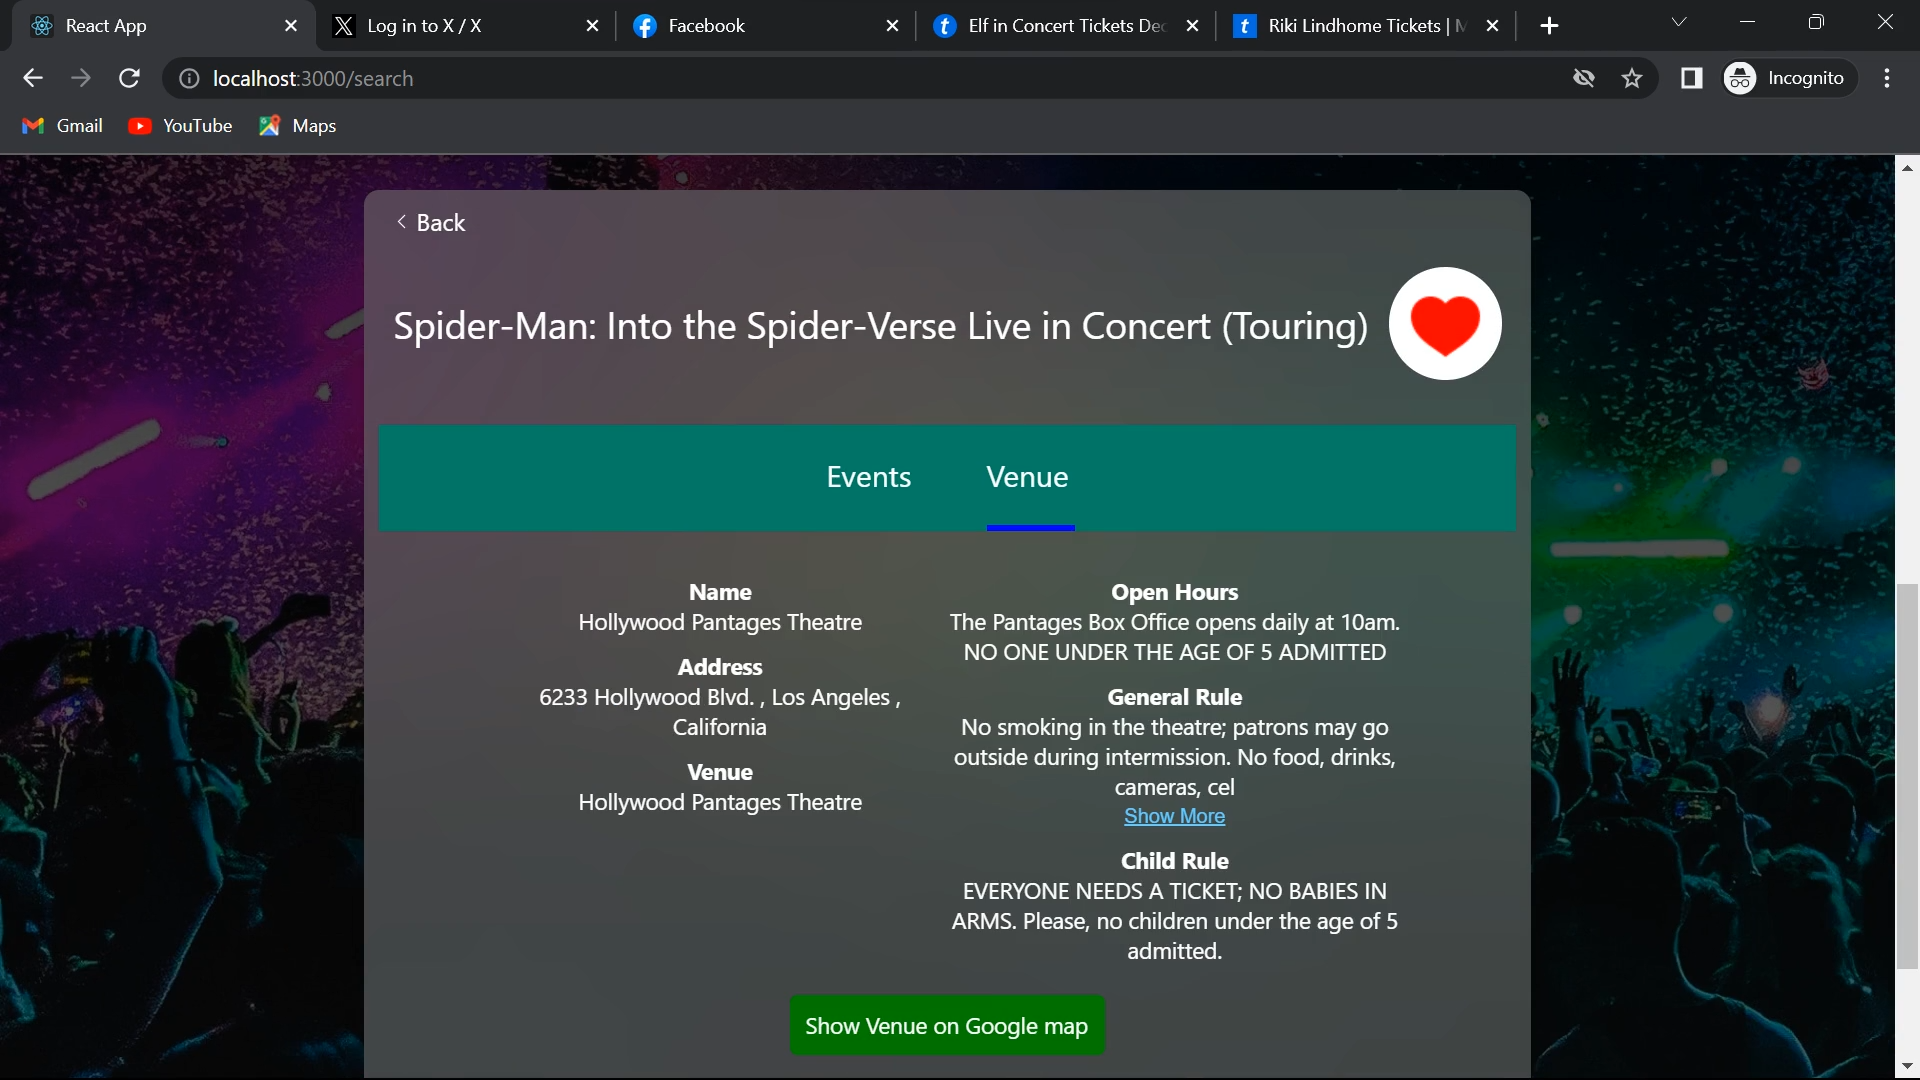 React App
Log in to X / X
Facebook
Elf in Concert Tickets Dec
Riki Lindhome Tickets | M
localhost:3000/search
Incognito
Gmail
YouTube
Maps
Back
Spider-Man: Into the Spider-Verse Live in Concert (Touring)
Events
Venue
Name
Hollywood Pantages Theatre
Address
6233 Hollywood Blvd. , Los Angeles ,
California
Venue
Hollywood Pantages Theatre
Open Hours
The Pantages Box Office opens daily at 10am.
NO ONE UNDER THE AGE OF 5 ADMITTED
General Rule
No smoking in the theatre; patrons may go
outside during intermission. No food, drinks,
cameras, cel
Show More
Child Rule
EVERYONE NEEDS A TICKET; NO BABIES IN
ARMS. Please, no children under the age of 5
admitted.
Show Venue on Google map